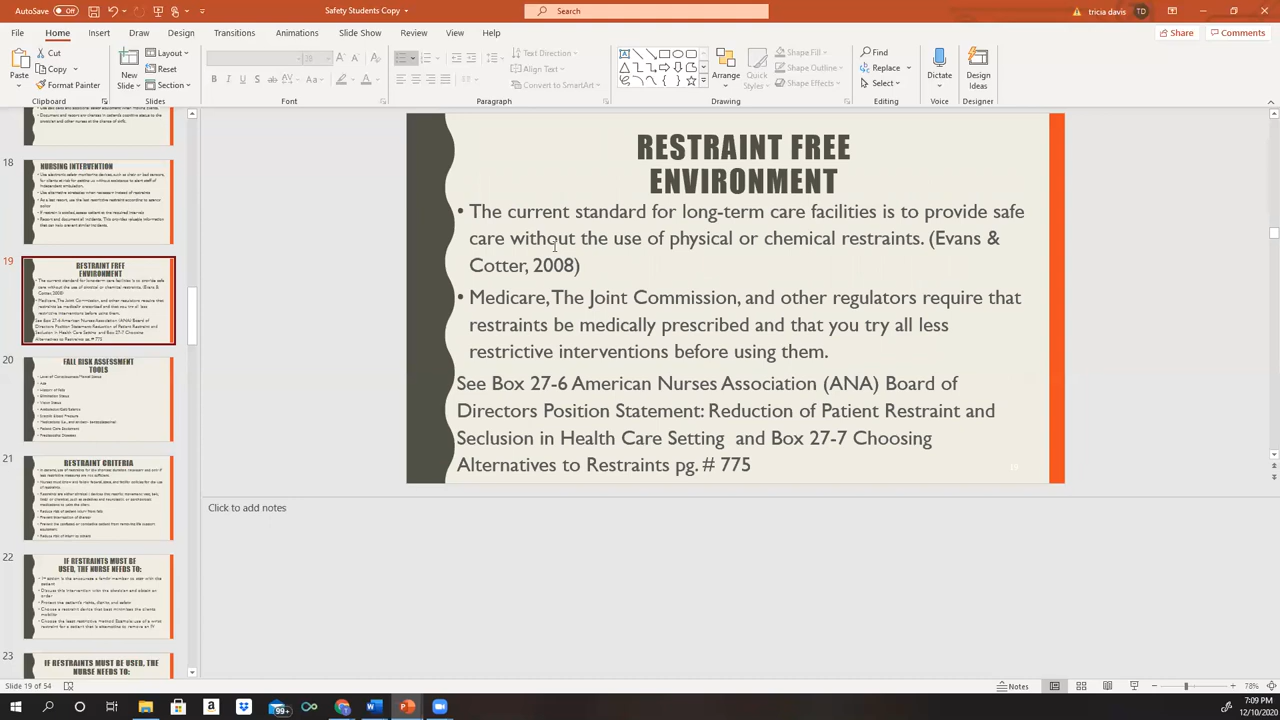 AutoSave Off
Safety Students Copy
Search
tricia davis
File Home Insert Draw Design Transitions Animations Slide Show Review View Help
Share Comments
Paste
Cut
Copy
Format Painter
Clipboard
New Slide
Layout
Reset
Section
Slides
Font
Text Direction
Align Text
Convert to SmartArt
Paragraph
Arrange
Quick Styles
Shape Fill
Shape Outline
Shape Effects
Drawing
Find
Replace
Select
Editing
Dictate
Voice
Design Ideas
Designer
18
NURSING INTERVENTION
19
RESTRAINT FREE
ENVIRONMENT
20
FALL RISK ASSESSMENT
TOOLS
21
RESTRAINT CRITERIA
22
IF RESTRAINTS MUST BE
USED, THE NURSE NEEDS TO:
23
IF RESTRAINTS MUST BE USED, THE
NURSE NEEDS TO:
RESTRAINT FREE
ENVIRONMENT
• The current standard for long-term care facilities is to provide safe
care without the use of physical or chemical restraints. (Evans &
Cotter, 2008)
• Medicare, The Joint Commission, and other regulators require that
restraints be medically prescribed and that you try all less
restrictive interventions before using them.
See Box 27-6 American Nurses Association (ANA) Board of
Directors Position Statement: Reduction of Patient Restraint and
Seclusion in Health Care Setting and Box 27-7 Choosing
Alternatives to Restraints pg. # 775
19
Click to add notes
Slide 19 of 54
Notes
78%
99+
7:09 PM
12/10/2020